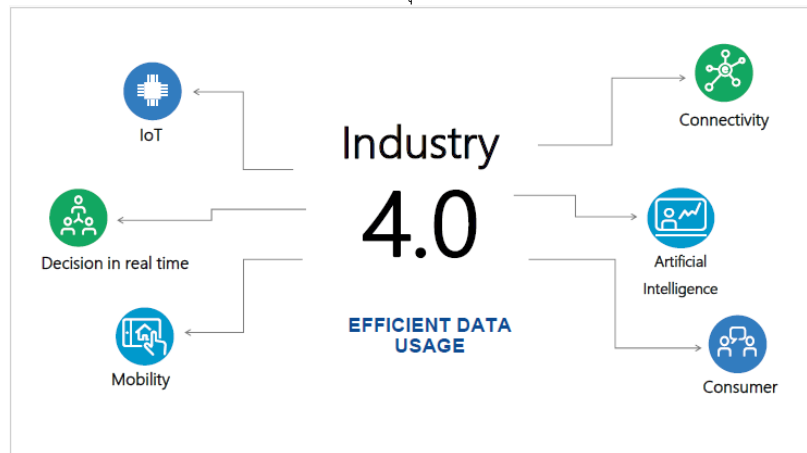 IoT
Decision in real time
Mobility
Industry
4.0
EFFICIENT DATA
USAGE
e
Connectivity
Artificial
Intelligence
Consumer